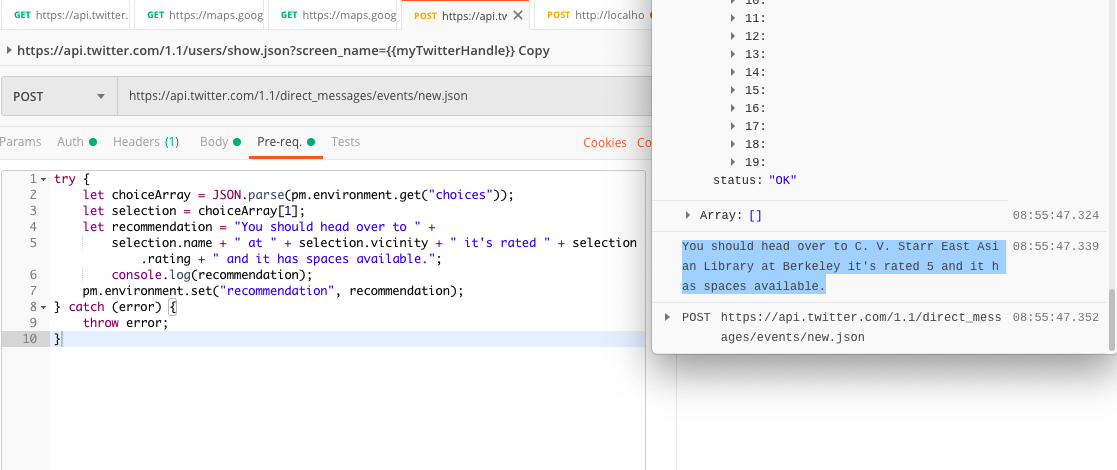 GET https://api.twitter.
GET https://maps.goog
GET https://maps.goog
POST https://api.tw
POST http://localho
https://api.twitter.com/1.1/users/show.json?screen_name={{myTwitterHandle}} Copy
POST https://api.twitter.com/1.1/direct_messages/events/new.json
Params Auth Headers (1) Body Pre-req. Tests Cookies Co
1 try {
2 let choiceArray = JSON.parse(pm.environment.get("choices"));
3 let selection = choiceArray[1];
4 let recommendation = "You should head over to " +
5 selection.name + " at " + selection.vicinity + " it's rated " + selection
.rating + " and it has spaces available.";
6 console.log(recommendation);
7 pm.environment.set("recommendation", recommendation);
8 } catch (error) {
9 throw error;
10 }
10:
11:
12:
13:
14:
15:
16:
17:
18:
19:
status: "OK"
Array: [] 08:55:47.324
You should head over to C. V. Starr East Asi 08:55:47.339
an Library at Berkeley it's rated 5 and it h
as spaces available.
POST https://api.twitter.com/1.1/direct_mess 08:55:47.352
ages/events/new.json